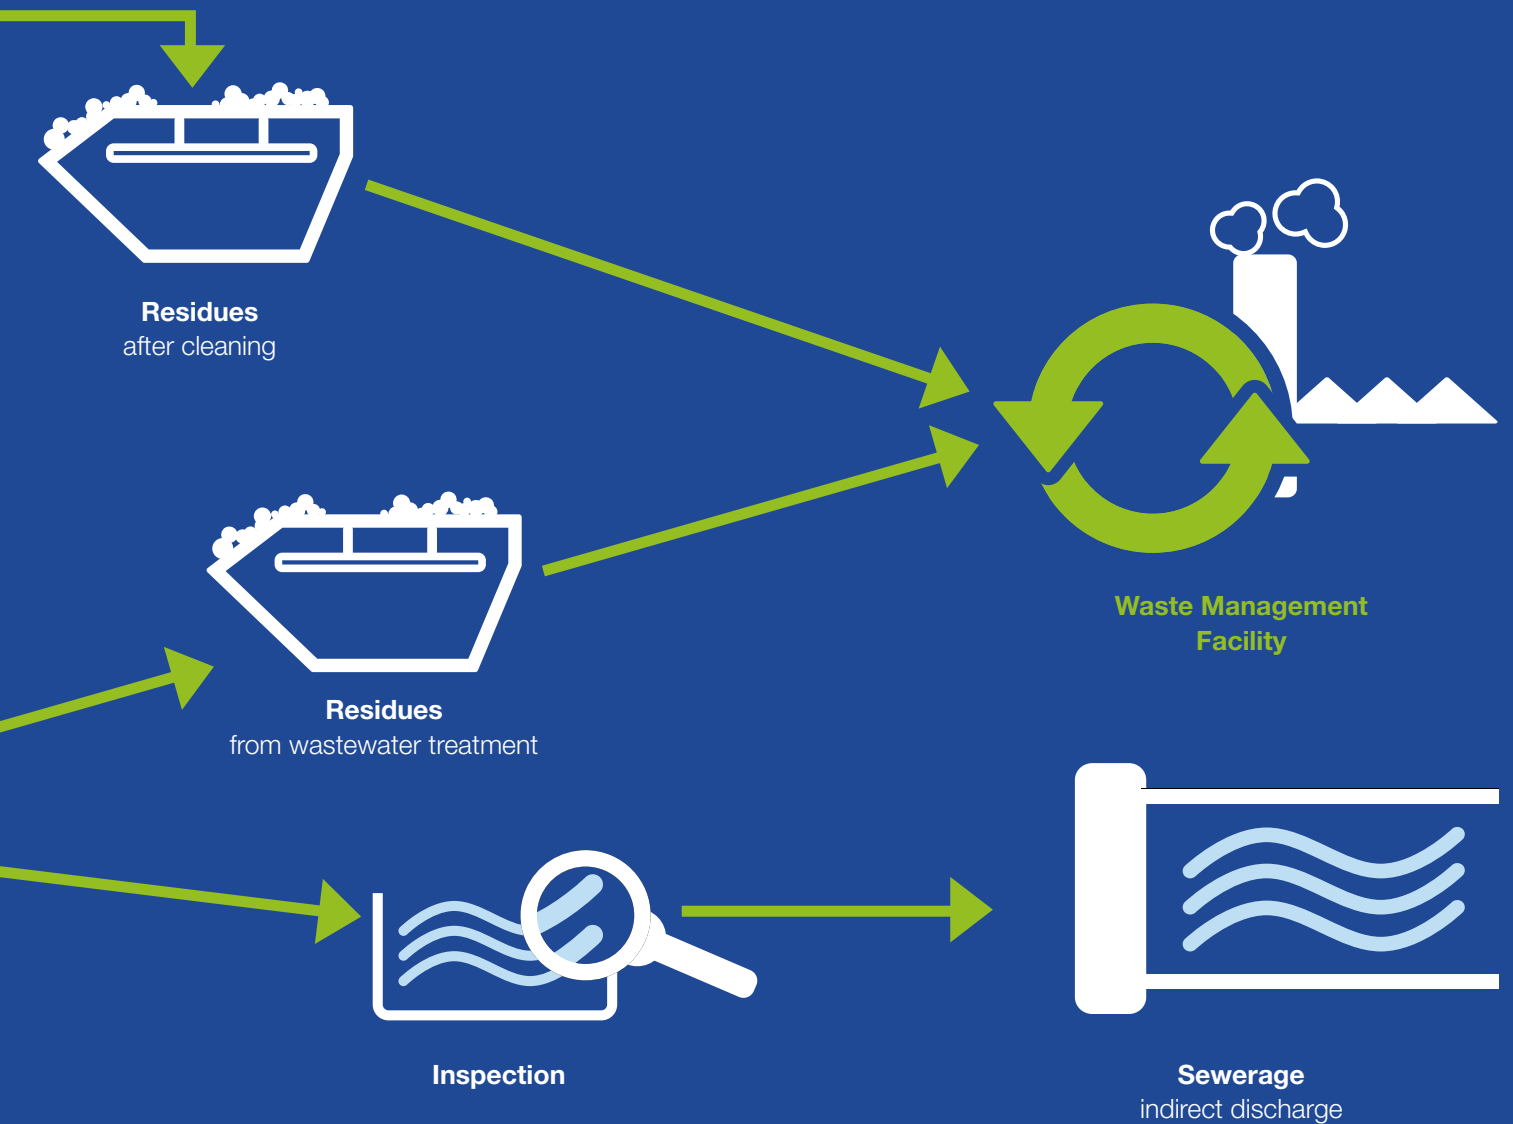 Residues
after cleaning
Waste Management
Facility
Residues
from wastewater treatment
Inspection
Sewerage
indirect discharge